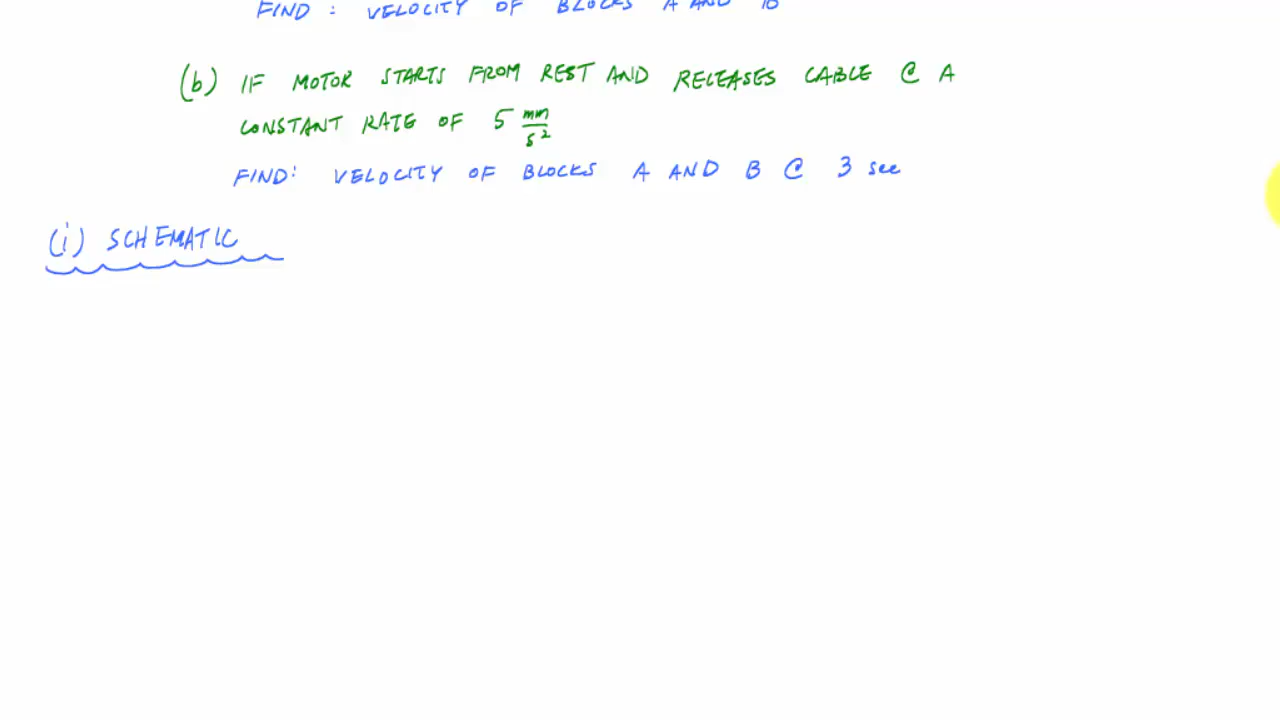 FIND : VELOCITY OF BLOCKS A AND B
(b) IF MOTOR STARTS FROM REST AND RELEASES CABLE @ A
CONSTANT RATE OF 5 mm/s²
FIND: VELOCITY OF BLOCKS A AND B @ 3 sec
(i) SCHEMATIC